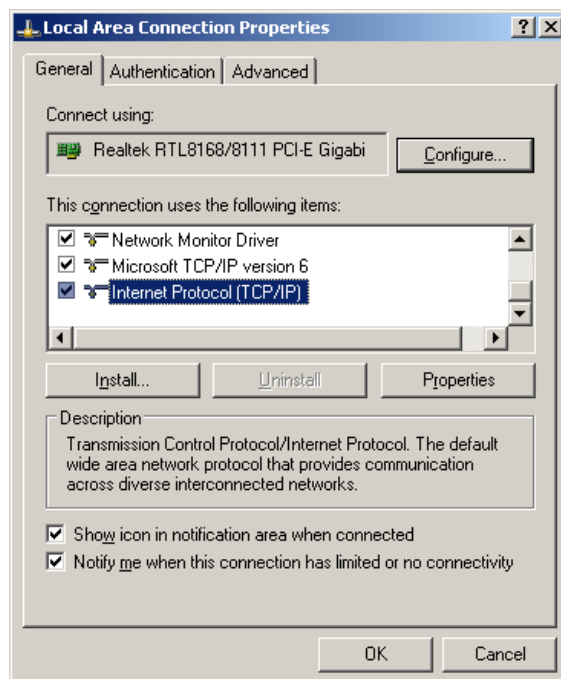 Local Area Connection Properties
General Authentication Advanced
Connect using:
Realtek RTL8168/8111 PCI-E Gigabi
Configure...
This connection uses the following items:
Network Monitor Driver
Microsoft TCP/IP version 6
Internet Protocol (TCP/IP)
Install... Uninstall Properties
Description
Transmission Control Protocol/Internet Protocol. The default
wide area network protocol that provides communication
across diverse interconnected networks.
Show icon in notification area when connected
Notify me when this connection has limited or no connectivity
OK Cancel